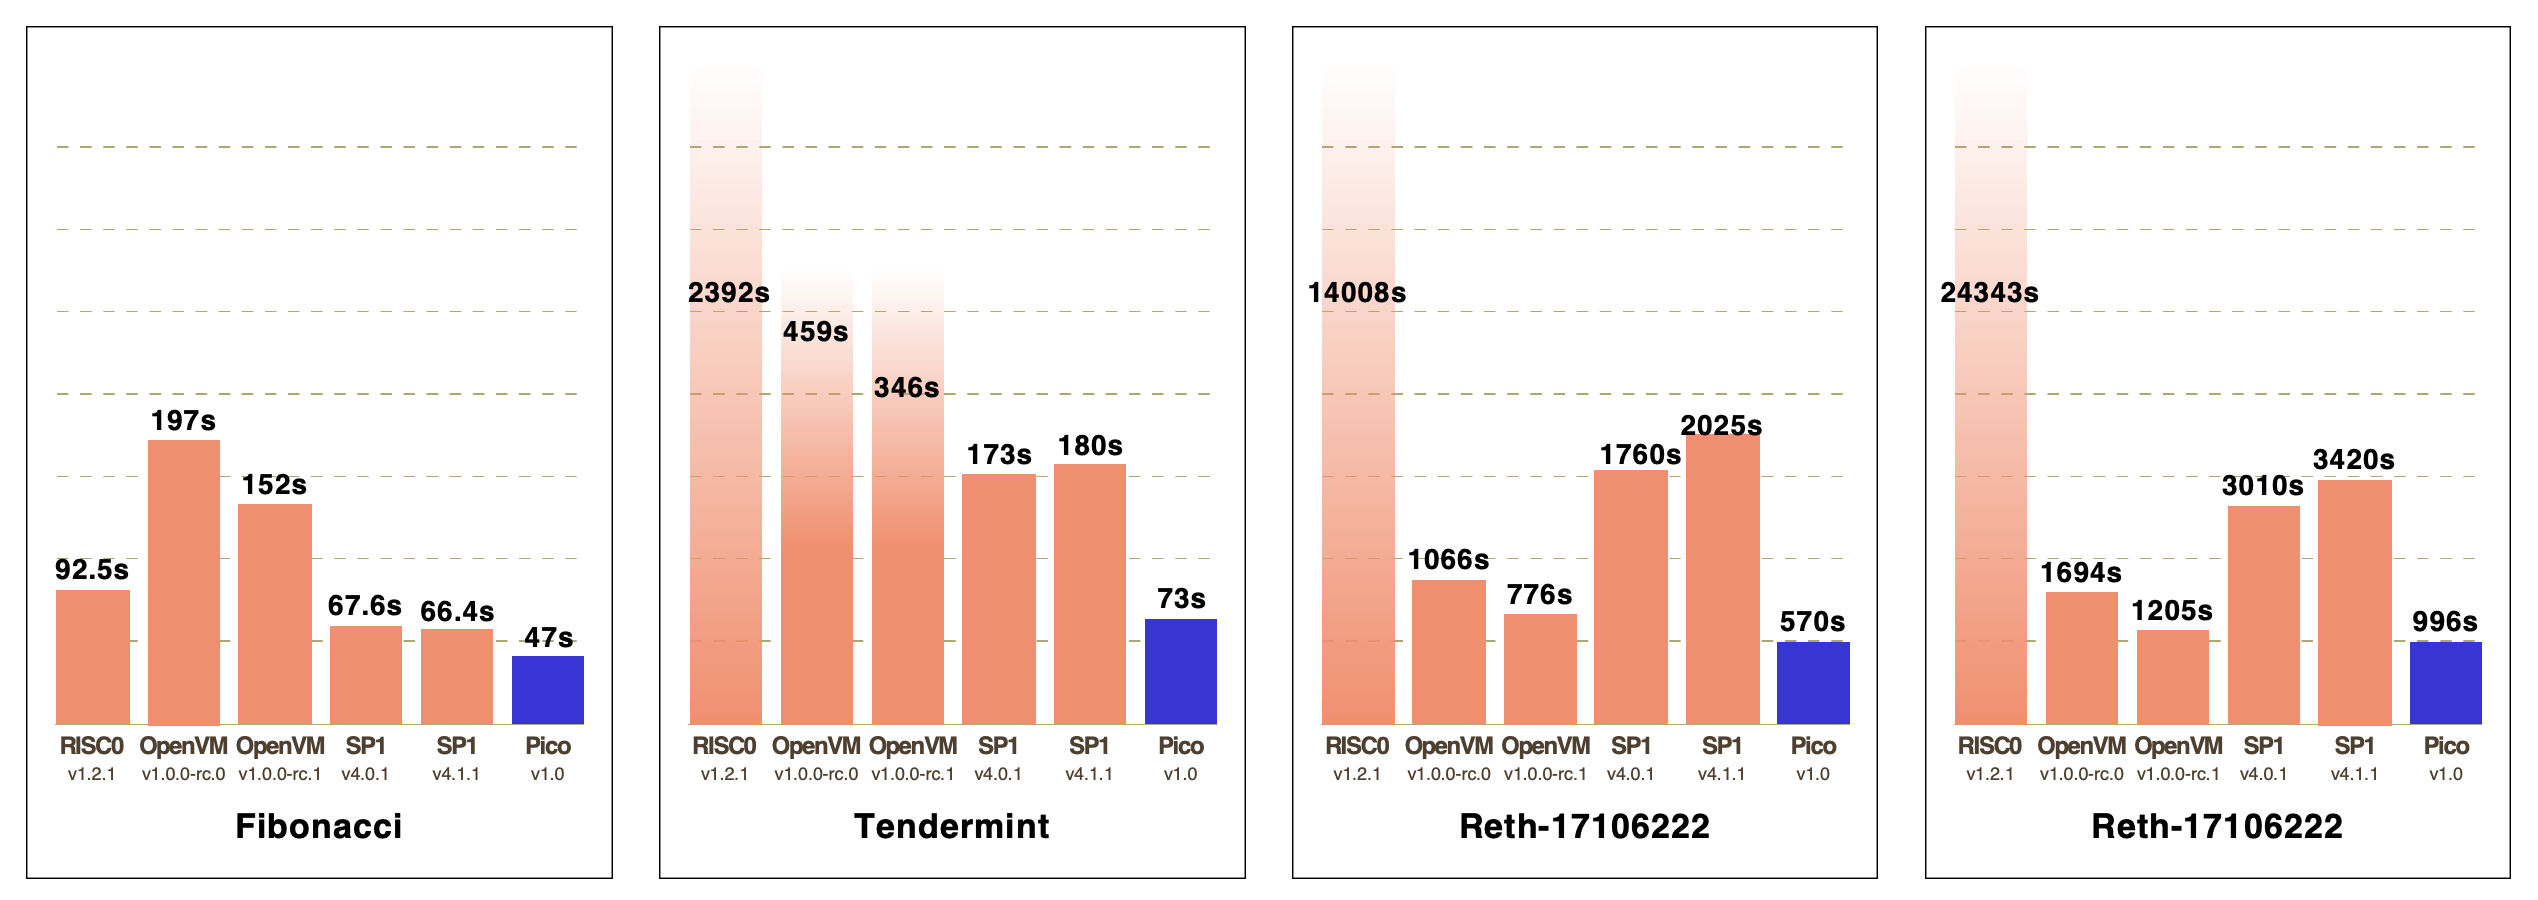 92.5s
197s
152s
67.6s
66.4s
47s
RISC0 OpenVM OpenVM SP1 SP1 Pico
v1.2.1 v1.0.0-rc.0 v1.0.0-rc.1 v4.0.1 v4.1.1 v1.0
Fibonacci
2392s
459s
346s
173s
180s
73s
RISC0 OpenVM OpenVM SP1 SP1 Pico
v1.2.1 v1.0.0-rc.0 v1.0.0-rc.1 v4.0.1 v4.1.1 v1.0
Tendermint
14008s
1066s
776s
1760s
2025s
570s
RISC0 OpenVM OpenVM SP1 SP1 Pico
v1.2.1 v1.0.0-rc.0 v1.0.0-rc.1 v4.0.1 v4.1.1 v1.0
Reth-17106222
24343s
1694s
1205s
3010s
3420s
996s
RISC0 OpenVM OpenVM SP1 SP1 Pico
v1.2.1 v1.0.0-rc.0 v1.0.0-rc.1 v4.0.1 v4.1.1 v1.0
Reth-17106222